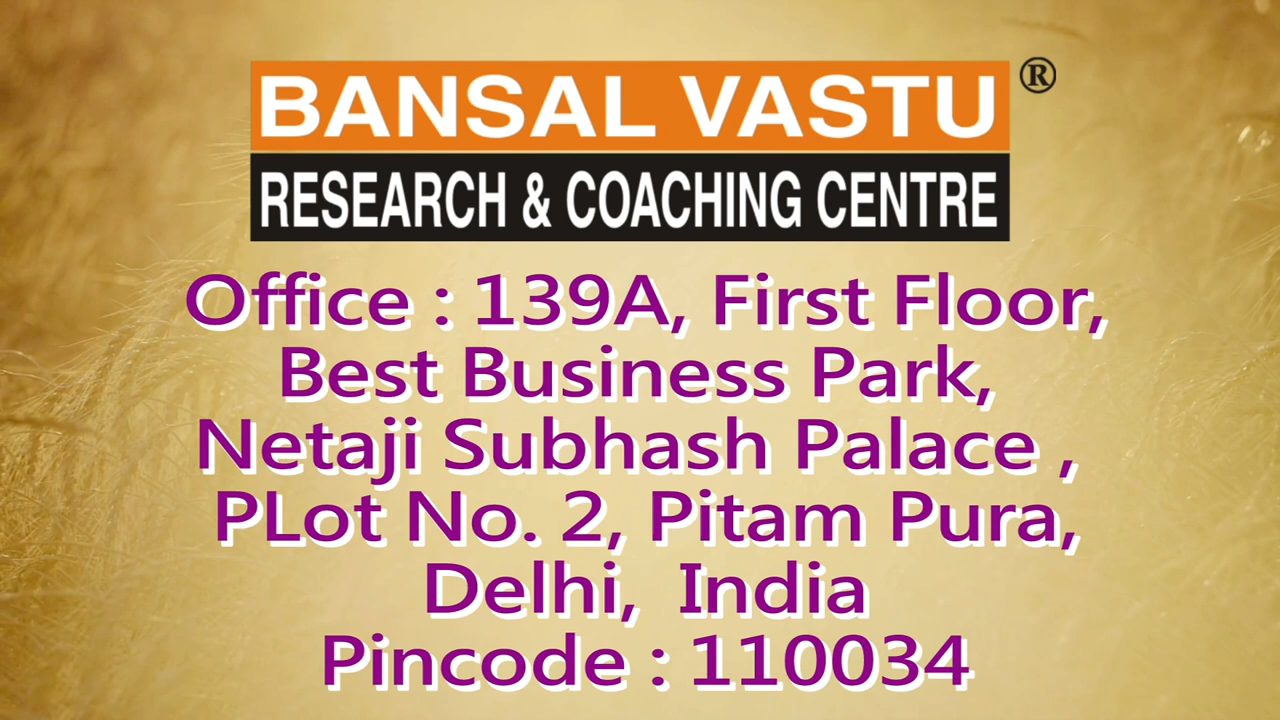 BANSAL VASTU ®
RESEARCH & COACHING CENTRE
Office : 139A, First Floor,
Best Business Park,
Netaji Subhash Palace ,
PLot No. 2, Pitam Pura,
Delhi,  India
Pincode : 110034